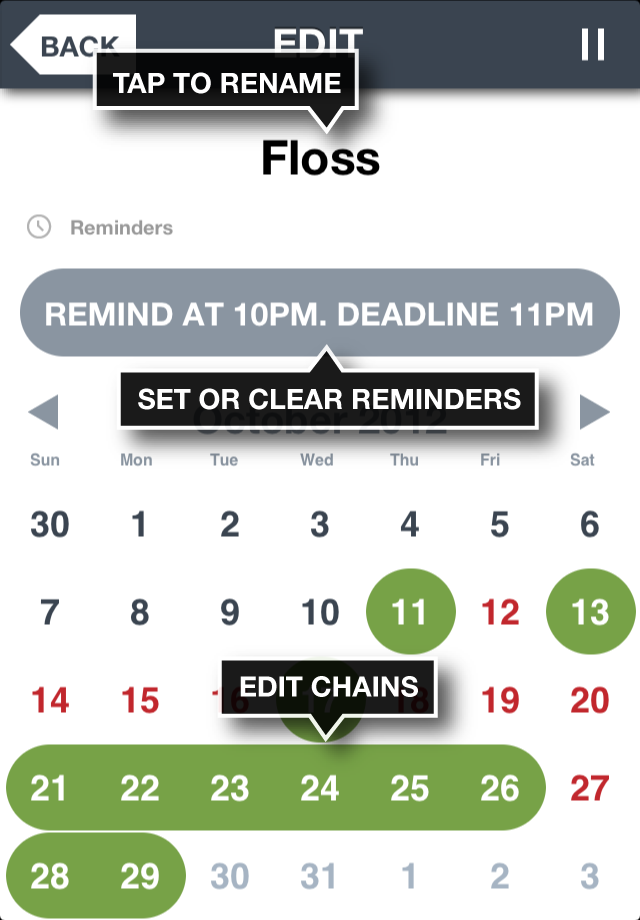 BACK
EDIT
TAP TO RENAME
Floss
Reminders
REMIND AT 10PM. DEADLINE 11PM
SET OR CLEAR REMINDERS
October 2012
Sun Mon Tue Wed Thu Fri Sat
30 1 2 3 4 5 6
7 8 9 10 11 12 13
EDIT CHAINS
14 15 16 17 18 19 20
21 22 23 24 25 26 27
28 29 30 31 1 2 3